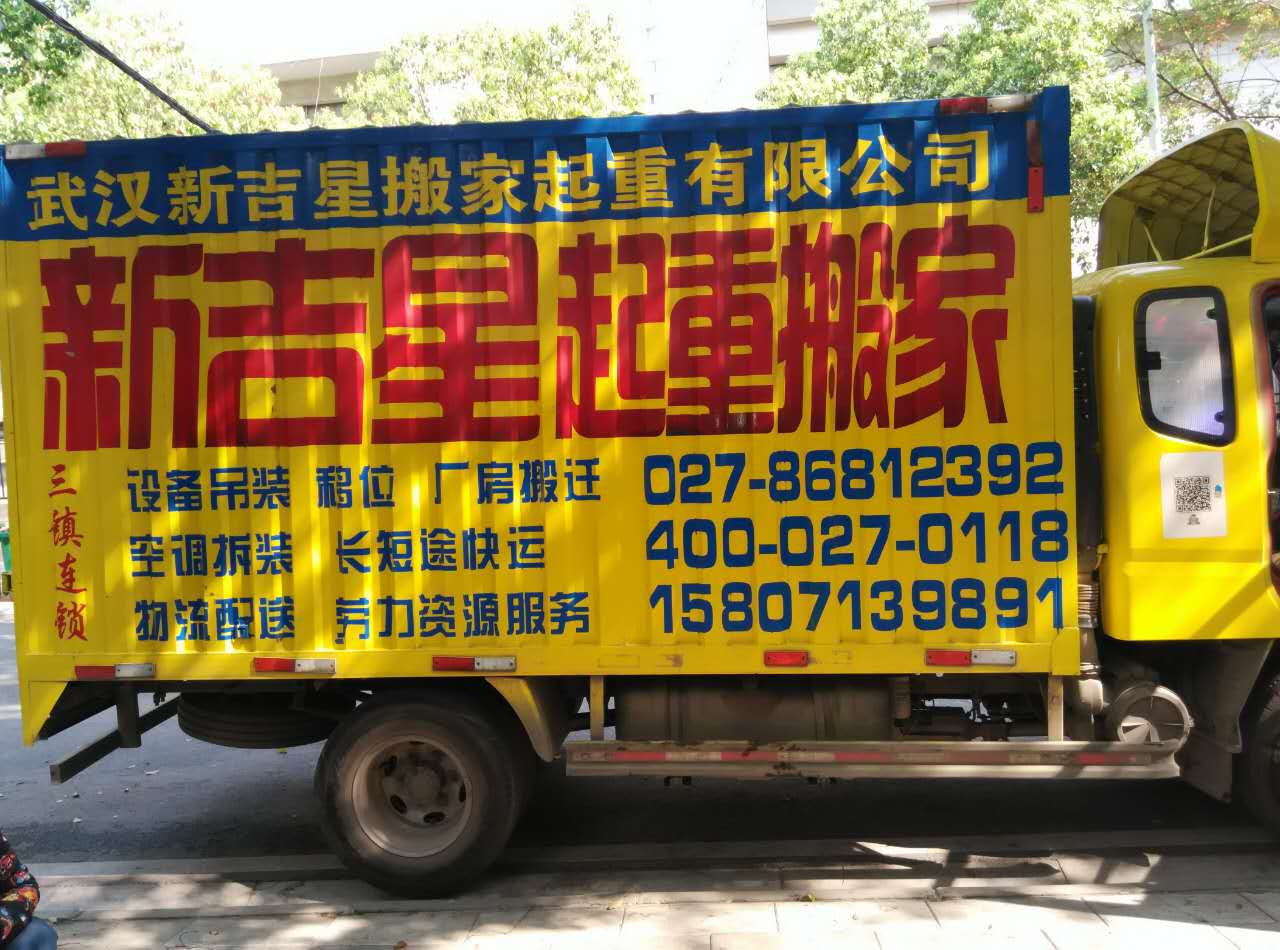 武汉新吉星搬家起重有限公司
新吉星起重搬家
三镇连锁
设备吊装 移位 厂房搬迁 027-86812392
空调拆装 长短途快运 400-027-0118
物流配送 劳力资源服务 15807139891